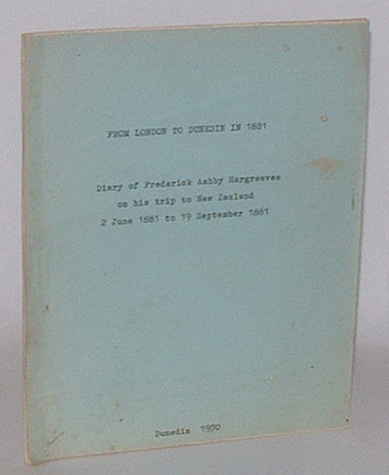 FROM LONDON TO DUNEDIN IN 1881
Diary of Frederick Ashby Hargreaves
on his trip to New Zealand
2 June 1881 to 19 September 1881
Dunedin 1970